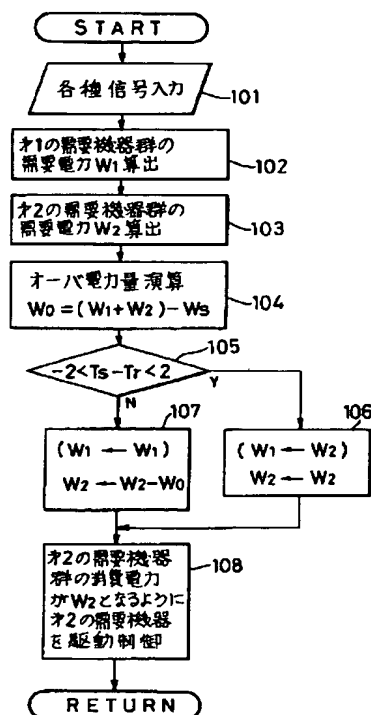 START
各種信号入力
101
才1の需要機器群の
需要電力W1算出
102
才2の需要機器群の
需要電力W2算出
103
オーバ電力量演算
W0=(W1+W2)-WS
104
105
-2<Ts-Tr<2
Y
N
107
(W1←W1)
W2←W2-W0
106
(W1←W2)
W2←W2
才2の需要機器
群の消費電力
がW2となるように
才2の需要機器
を駆動制御
108
RETURN